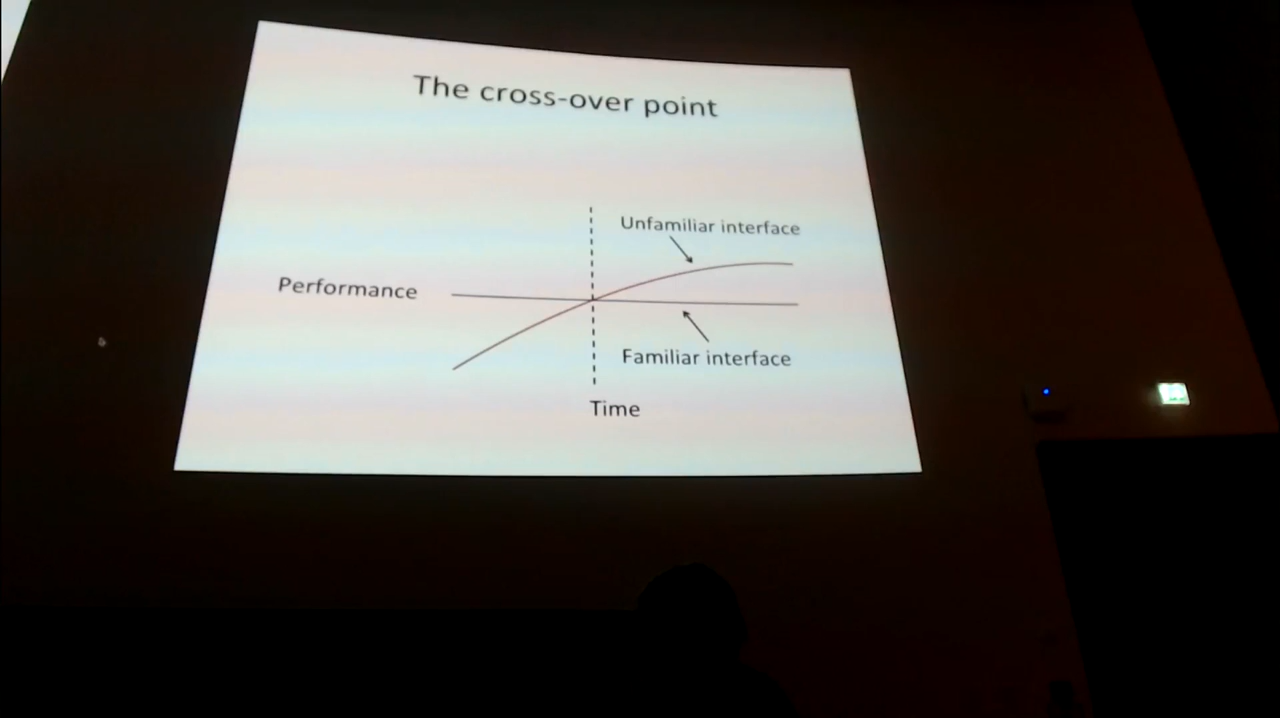 The cross-over point
Unfamiliar interface
Performance
Familiar interface
Time